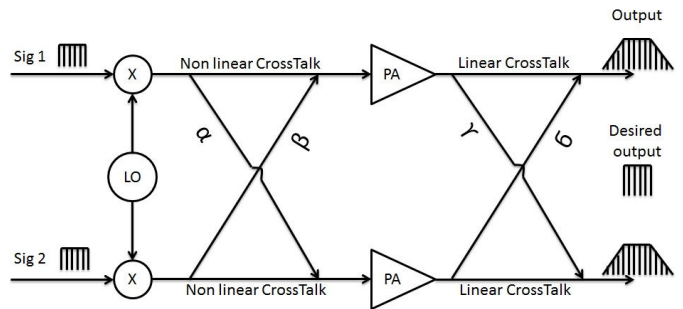 Output
Sig 1
Non linear CrossTalk
Linear CrossTalk
X
PA
α
β
γ
б
Desired
output
LO
Sig 2
X
PA
Non linear CrossTalk
Linear CrossTalk